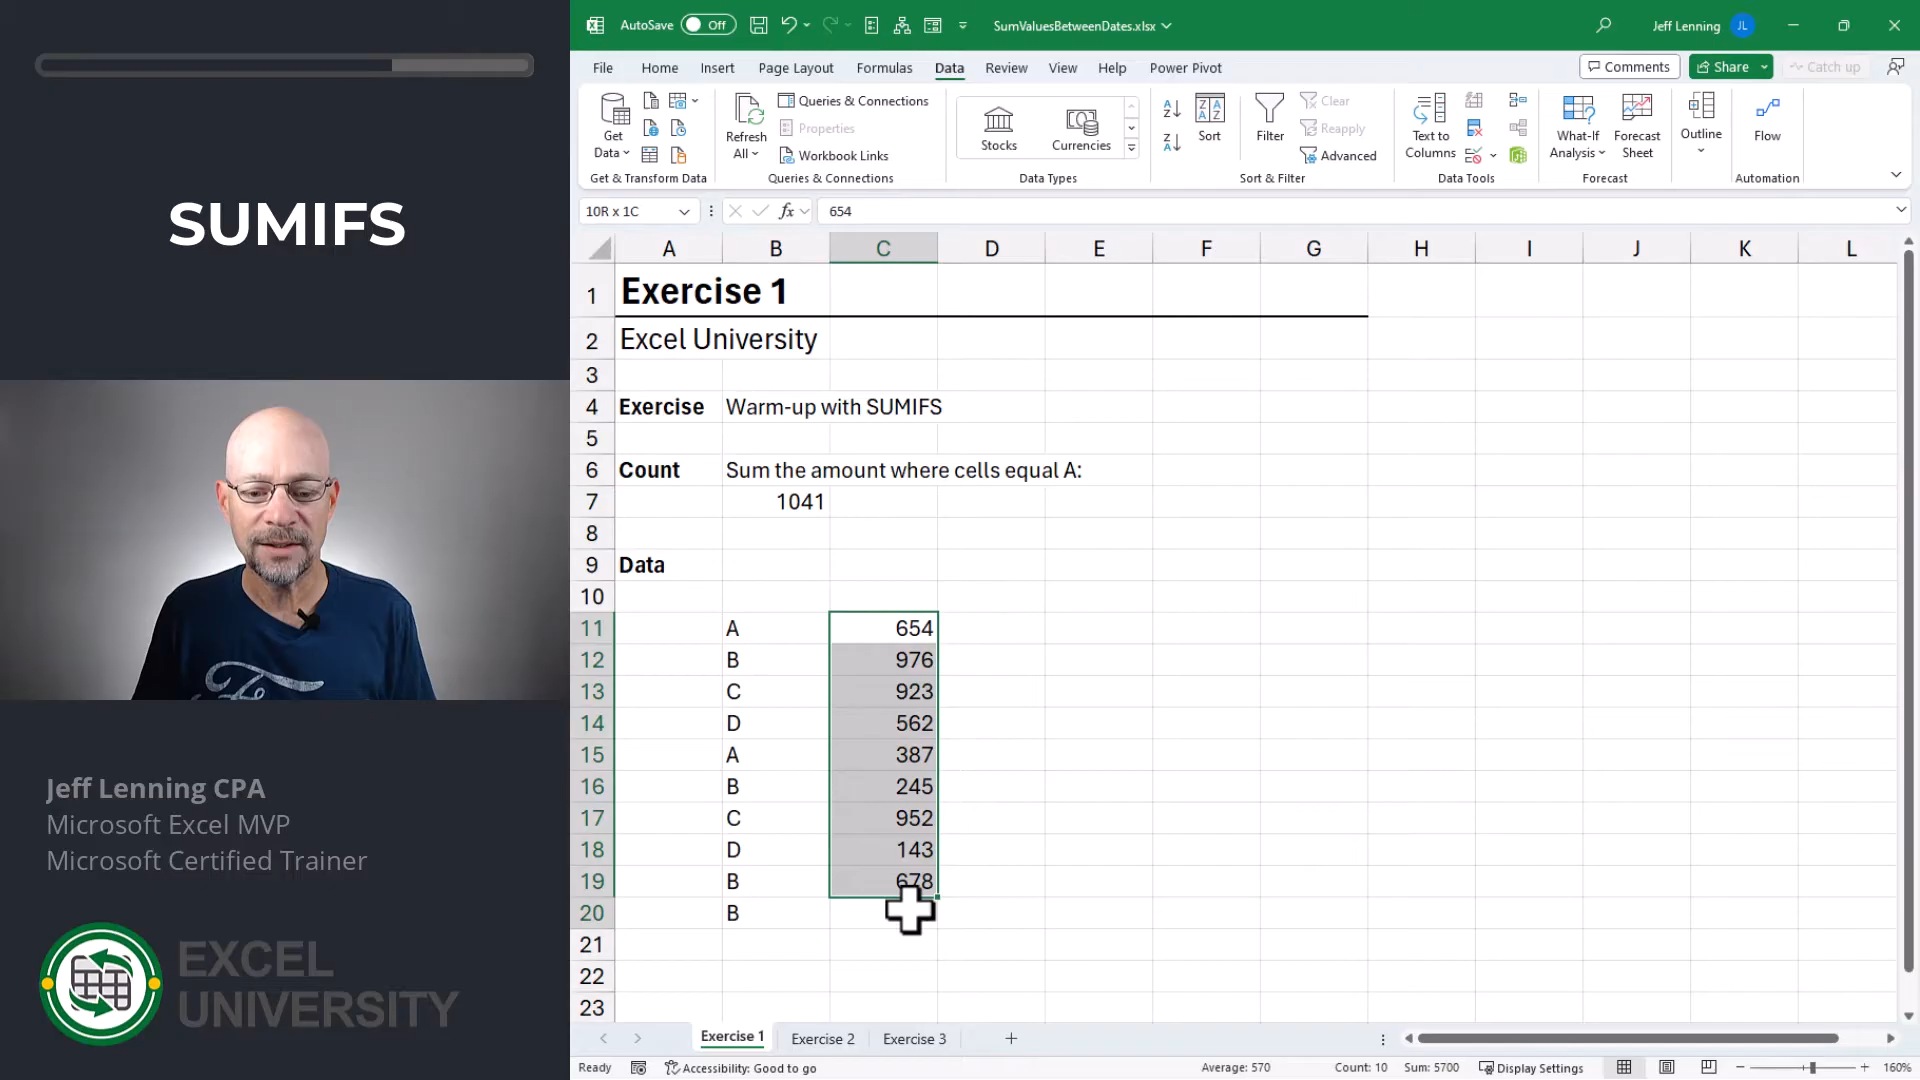 SUMIFS
Jeff Lenning CPA
Microsoft Excel MVP
Microsoft Certified Trainer
EXCEL
UNIVERSITY
AutoSave Off SumValuesBetweenDates.xlsx Jeff Lenning JL
File Home Insert Page Layout Formulas Data Review View Help Power Pivot Comments Share Catch up
Get Data Refresh All Queries & Connections Properties Workbook Links Stocks Currencies Sort Filter Clear Reapply Advanced Text to Columns What-If Analysis Forecast Sheet Outline Flow
Get & Transform Data Queries & Connections Data Types Sort & Filter Data Tools Forecast Automation
10R x 1C fx 654
A B C D E F G H I J K L
1 Exercise 1
2 Excel University
3
4 Exercise Warm-up with SUMIFS
5
6 Count Sum the amount where cells equal A:
7 1041
8
9 Data
10
11 A 654
12 B 976
13 C 923
14 D 562
15 A 387
16 B 245
17 C 952
18 D 143
19 B 678
20 B
21
22
23
Exercise 1 Exercise 2 Exercise 3
Ready Accessibility: Good to go Average: 570 Count: 10 Sum: 5700 Display Settings 160%